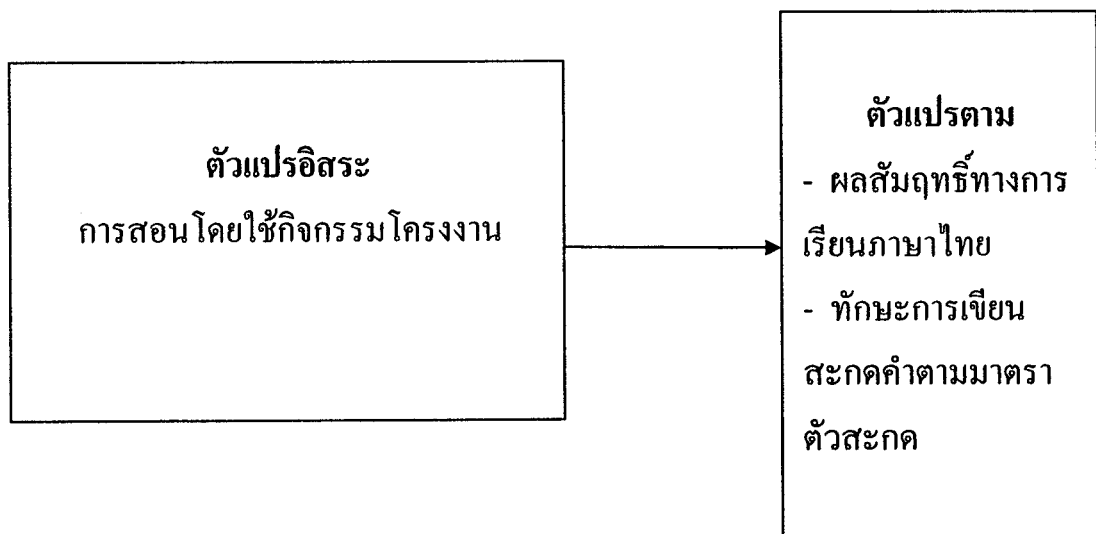 ตัวแปรอิสระ
การสอนโดยใช้กิจกรรมโครงงาน
ตัวแปรตาม
- ผลสัมฤทธิ์ทางการ
เรียนภาษาไทย
- ทักษะการเขียน
สะกดคำตามมาตรา
ตัวสะกด